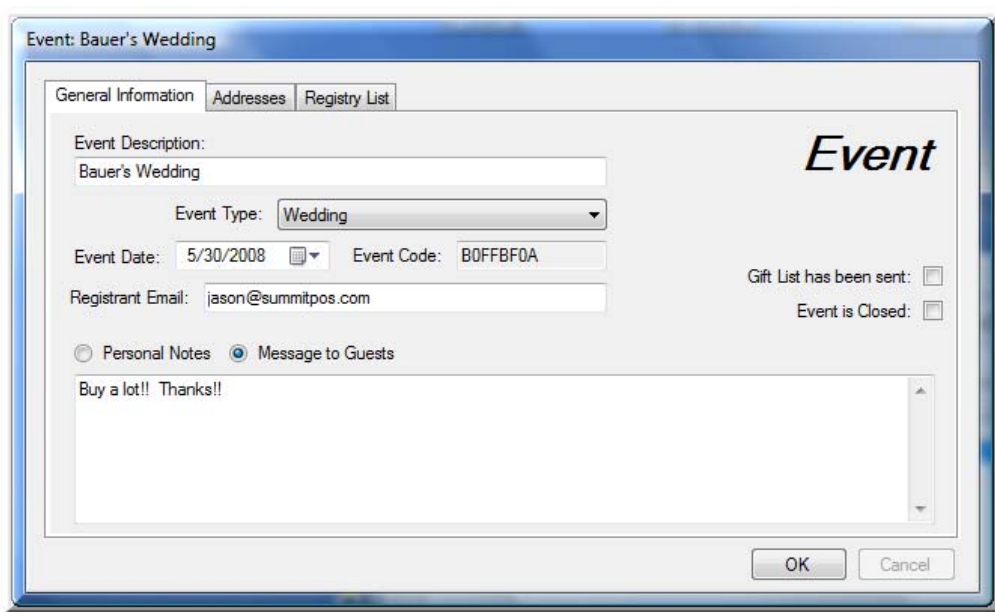 Event: Bauer's Wedding
General Information Addresses Registry List
Event Description:
Event
Bauer's Wedding
Event Type: Wedding
Event Date: 5/30/2008 Event Code: B0FFBF0A
Gift List has been sent:
Registrant Email: jason@summitpos.com
Event is Closed:
Personal Notes Message to Guests
Buy a lot!! Thanks!!
OK Cancel